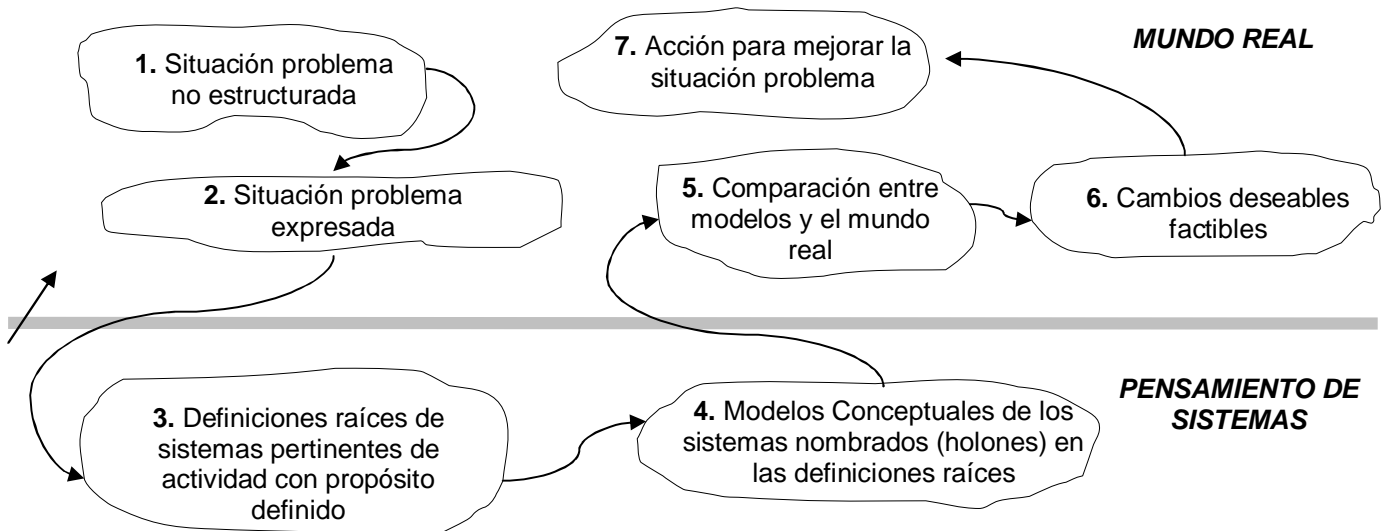 1. Situación problema
no estructurada
2. Situación problema
expresada
3. Definiciones raíces de
sistemas pertinentes de
actividad con propósito
definido
4. Modelos Conceptuales de los
sistemas nombrados (holones) en
las definiciones raíces
5. Comparación entre
modelos y el mundo
real
6. Cambios deseables
factibles
7. Acción para mejorar la
situación problema
MUNDO REAL
PENSAMIENTO DE
SISTEMAS